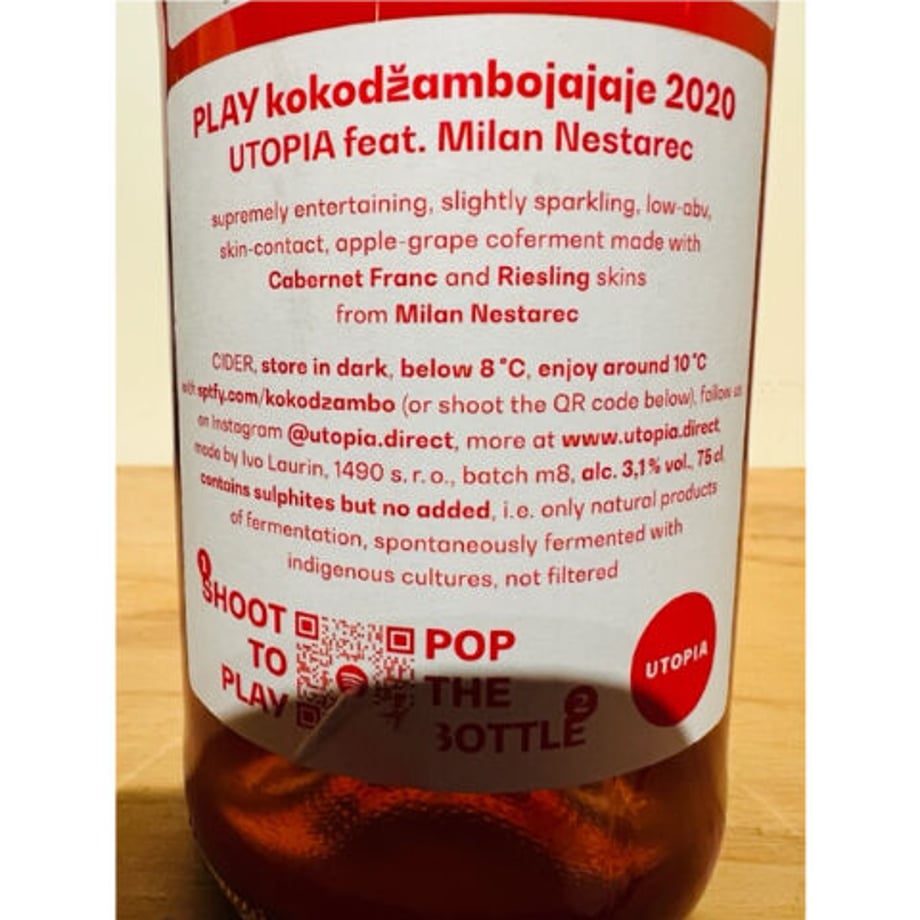 PLAY kokodžambojajaje 2020
UTOPIA feat. Milan Nestarec
supremely entertaining, slightly sparkling, low-abv,
skin-contact, apple-grape coferment made with
Cabernet Franc and Riesling skins
from Milan Nestarec
CIDER, store in dark, below 8 °C, enjoy around 10 °C
with sptfy.com/kokodzambo (or shoot the QR code below), follow us
on Instagram @utopia.direct, more at www.utopia.direct
made by Ivo Laurin, 1490 s. r. o., batch m8, alc. 3,1 % vol., 75 cl,
contains sulphites but no added, i.e. only natural products
of fermentation, spontaneously fermented with
indigenous cultures, not filtered
1
SHOOT
TO
PLAY
POP
THE
BOTTLE
2
UTOPIA